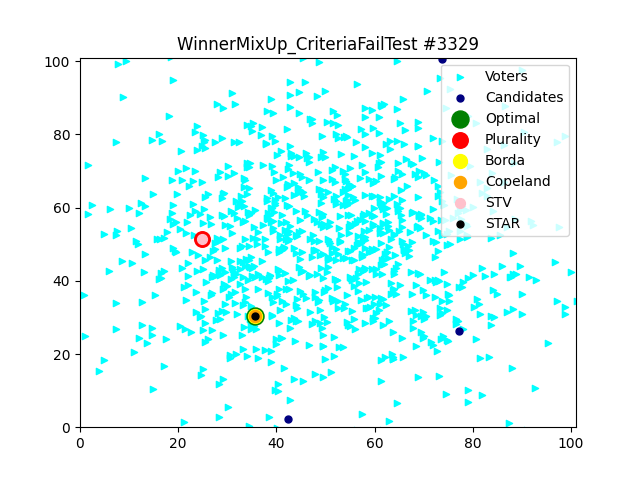 WinnerMixUp_CriteriaFailTest #3329
100
80
60
40
20
0
0 20 40 60 80 100
Voters
Candidates
Optimal
Plurality
Borda
Copeland
STV
STAR